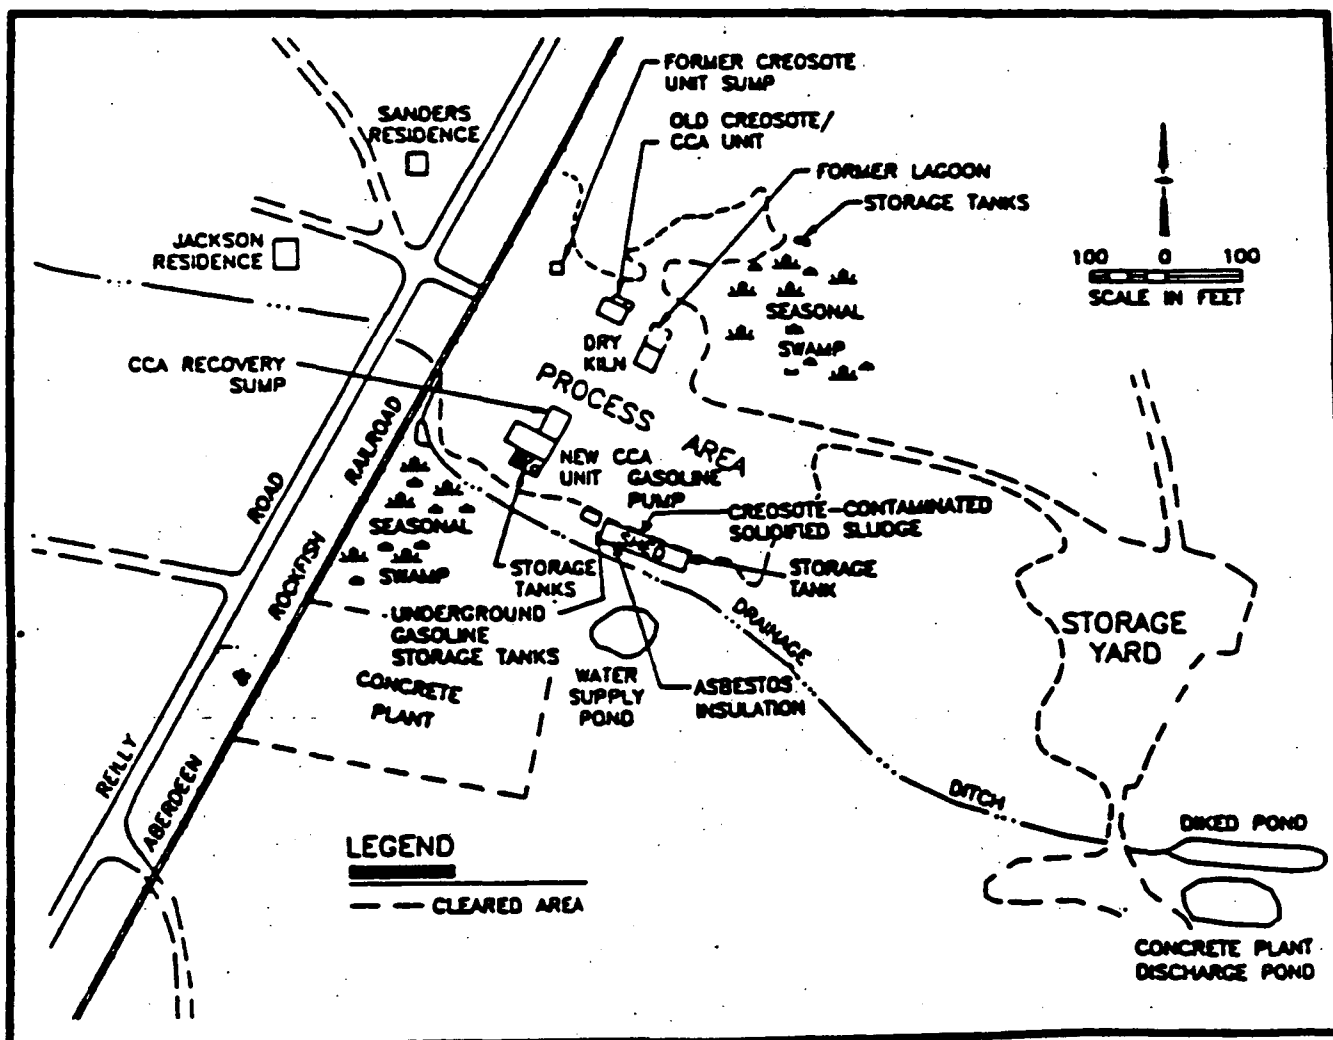 FORMER CREOSOTE
UNIT SUMP
SANDERS
RESIDENCE
OLD CREOSOTE/
CCA UNIT
FORMER LAGOON
STORAGE TANKS
JACKSON
RESIDENCE
100 0 100
SCALE IN FEET
SEASONAL
SWAMP
DRY
KILN
CCA RECOVERY
SUMP
PROCESS
AREA
RAILROAD
ROAD
NEW CCA
UNIT
GASOLINE
PUMP
CREOSOTE-CONTAMINATED
SOLIDIFIED SLUDGE
SEASONAL
SWAMP
ROCKFISH
SHED
STORAGE
TANKS
STORAGE
TANK
UNDERGROUND
GASOLINE
STORAGE TANKS
DRAINAGE
STORAGE
YARD
CONCRETE
PLANT
WATER
SUPPLY
POND
ASBESTOS
INSULATION
REILLY
ABERDEEN
DITCH
DIKED POND
LEGEND
CLEARED AREA
CONCRETE PLANT
DISCHARGE POND